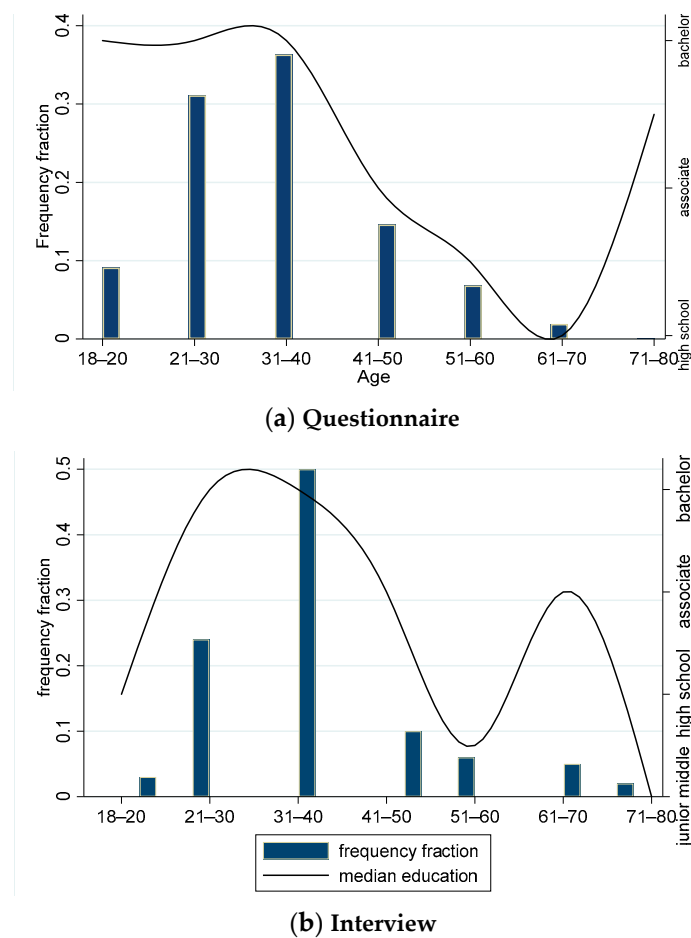 0.4
0.3
0.2
0.1
0
Frequency fraction
bachelor
associate
high school
18–20 21–30 31–40 41–50 51–60 61–70 71–80
Age
(a) Questionnaire
0.5
0.4
0.3
0.2
0.1
0
frequency fraction
bachelor
associate
high school
junior middle
18–20 21–30 31–40 41–50 51–60 61–70 71–80
frequency fraction
median education
(b) Interview